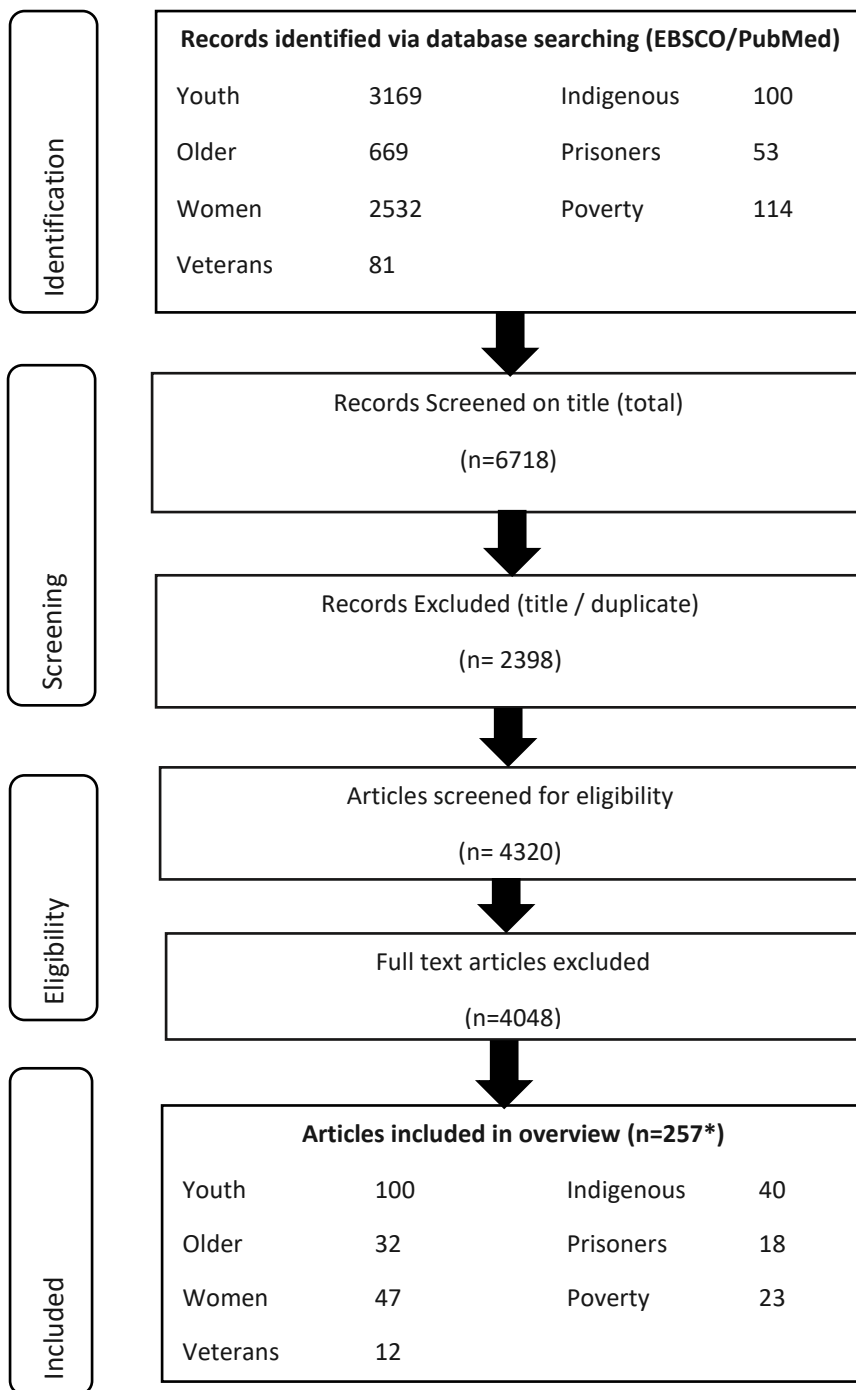 Identification
Records identified via database searching (EBSCO/PubMed)
Youth 3169 Indigenous 100
Older 669 Prisoners 53
Women 2532 Poverty 114
Veterans 81
Screening
Records Screened on title (total)
(n=6718)
Records Excluded (title / duplicate)
(n= 2398)
Eligibility
Articles screened for eligibility
(n= 4320)
Full text articles excluded
(n=4048)
Included
Articles included in overview (n=257*)
Youth 100 Indigenous 40
Older 32 Prisoners 18
Women 47 Poverty 23
Veterans 12